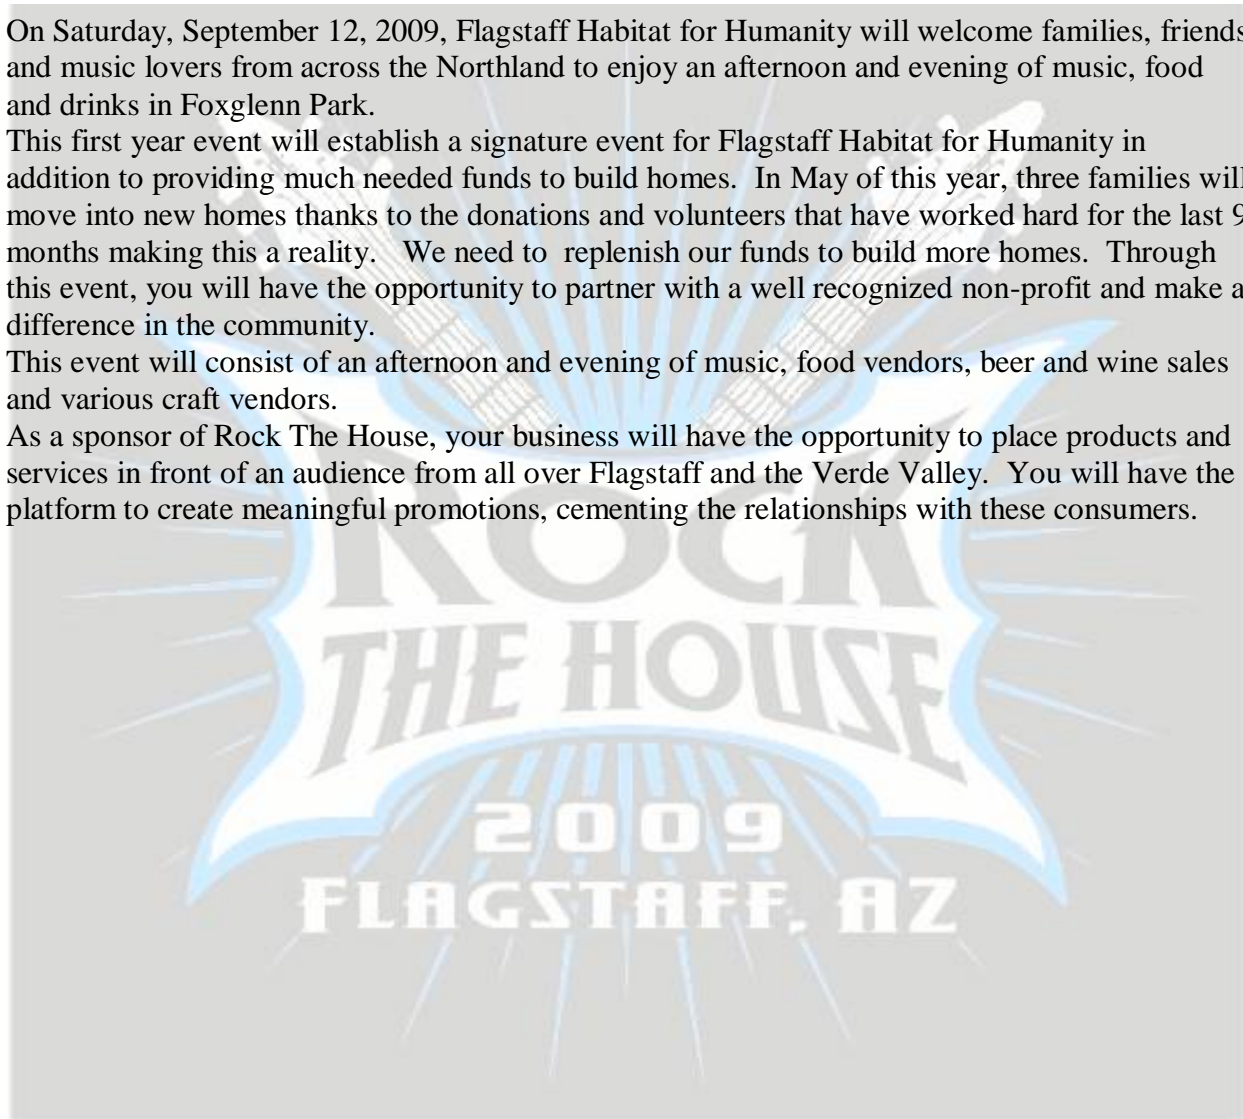 On Saturday, September 12, 2009, Flagstaff Habitat for Humanity will welcome families, friends
and music lovers from across the Northland to enjoy an afternoon and evening of music, food
and drinks in Foxglenn Park.
This first year event will establish a signature event for Flagstaff Habitat for Humanity in
addition to providing much needed funds to build homes.  In May of this year, three families will
move into new homes thanks to the donations and volunteers that have worked hard for the last 9
months making this a reality.   We need to  replenish our funds to build more homes.  Through
this event, you will have the opportunity to partner with a well recognized non-profit and make a
difference in the community.
This event will consist of an afternoon and evening of music, food vendors, beer and wine sales
and various craft vendors.
As a sponsor of Rock The House, your business will have the opportunity to place products and
services in front of an audience from all over Flagstaff and the Verde Valley.  You will have the
platform to create meaningful promotions, cementing the relationships with these consumers.
ROCK
THE HOUSE
2009
FLAGSTAFF, AZ